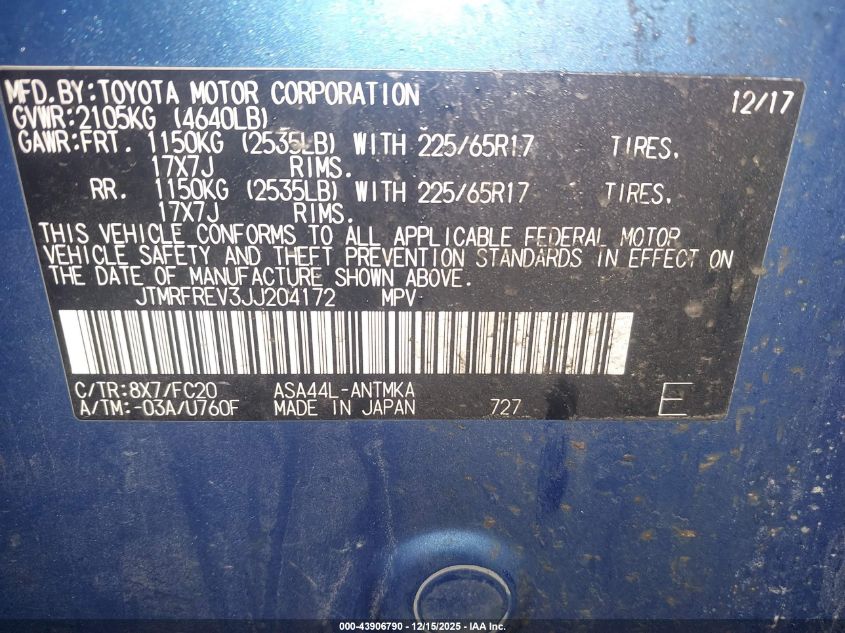 MFD.BY:TOYOTA MOTOR CORPORATION 12/17
GVWR:2105KG (4640LB)
GAWR:FRT. 1150KG (2535LB) WITH 225/65R17 TIRES,
17X7J RIMS.
RR. 1150KG (2535LB) WITH 225/65R17 TIRES,
17X7J RIMS.
THIS VEHICLE CONFORMS TO ALL APPLICABLE FEDERAL MOTOR
VEHICLE SAFETY AND THEFT PREVENTION STANDARDS IN EFFECT ON
THE DATE OF MANUFACTURE SHOWN ABOVE.
JTMRFREV3JJ204172 MPV
C/TR:8X7/FC20 ASA44L-ANTMKA
A/TM:-03A/U760F MADE IN JAPAN 727 E
000-43906790 - 12/15/2025 - IAA Inc.